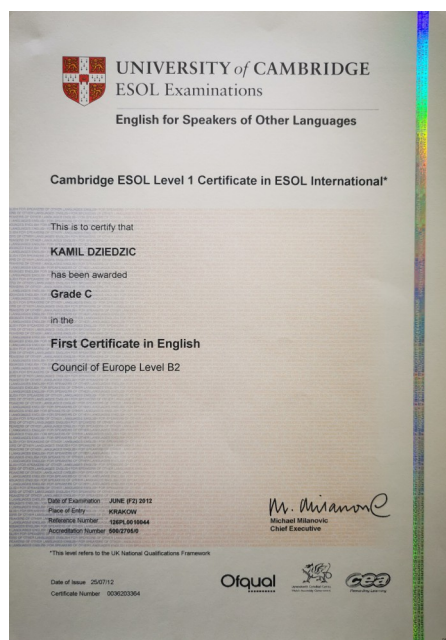 UNIVERSITY of CAMBRIDGE
ESOL Examinations
English for Speakers of Other Languages
Cambridge ESOL Level 1 Certificate in ESOL International*
This is to certify that
KAMIL DZIEDZIC
has been awarded
Grade C
in the
First Certificate in English
Council of Europe Level B2
Date of Examination JUNE (F2) 2012
Place of Entry KRAKOW
Reference Number 126PL0010044
Accreditation Number 500/2705/0
M. Milanovic
Michael Milanovic
Chief Executive
*This level refers to the UK National Qualifications Framework
Date of Issue 25/07/12
Certificate Number 0036203364
Ofqual
cea